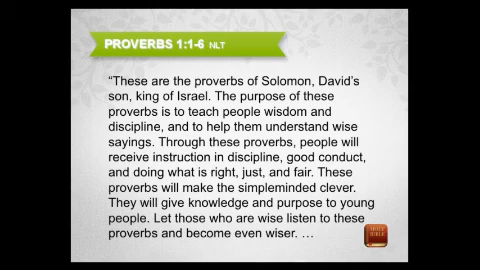 PROVERBS 1:1-6 NLT
“These are the proverbs of Solomon, David’s
son, king of Israel. The purpose of these
proverbs is to teach people wisdom and
discipline, and to help them understand wise
sayings. Through these proverbs, people will
receive instruction in discipline, good conduct,
and doing what is right, just, and fair. These
proverbs will make the simpleminded clever.
They will give knowledge and purpose to young
people. Let those who are wise listen to these
proverbs and become even wiser. …
HOLY
BIBLE